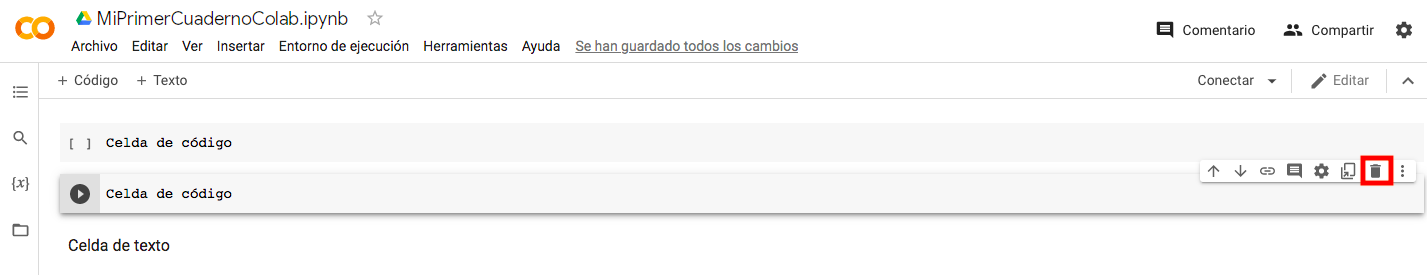 MiPrimerCuadernoColab.ipynb
Comentario Compartir
Archivo Editar Ver Insertar Entorno de ejecución Herramientas Ayuda Se han guardado todos los cambios
+ Código + Texto Conectar Editar
[ ] Celda de código
{x}
Celda de código
Celda de texto